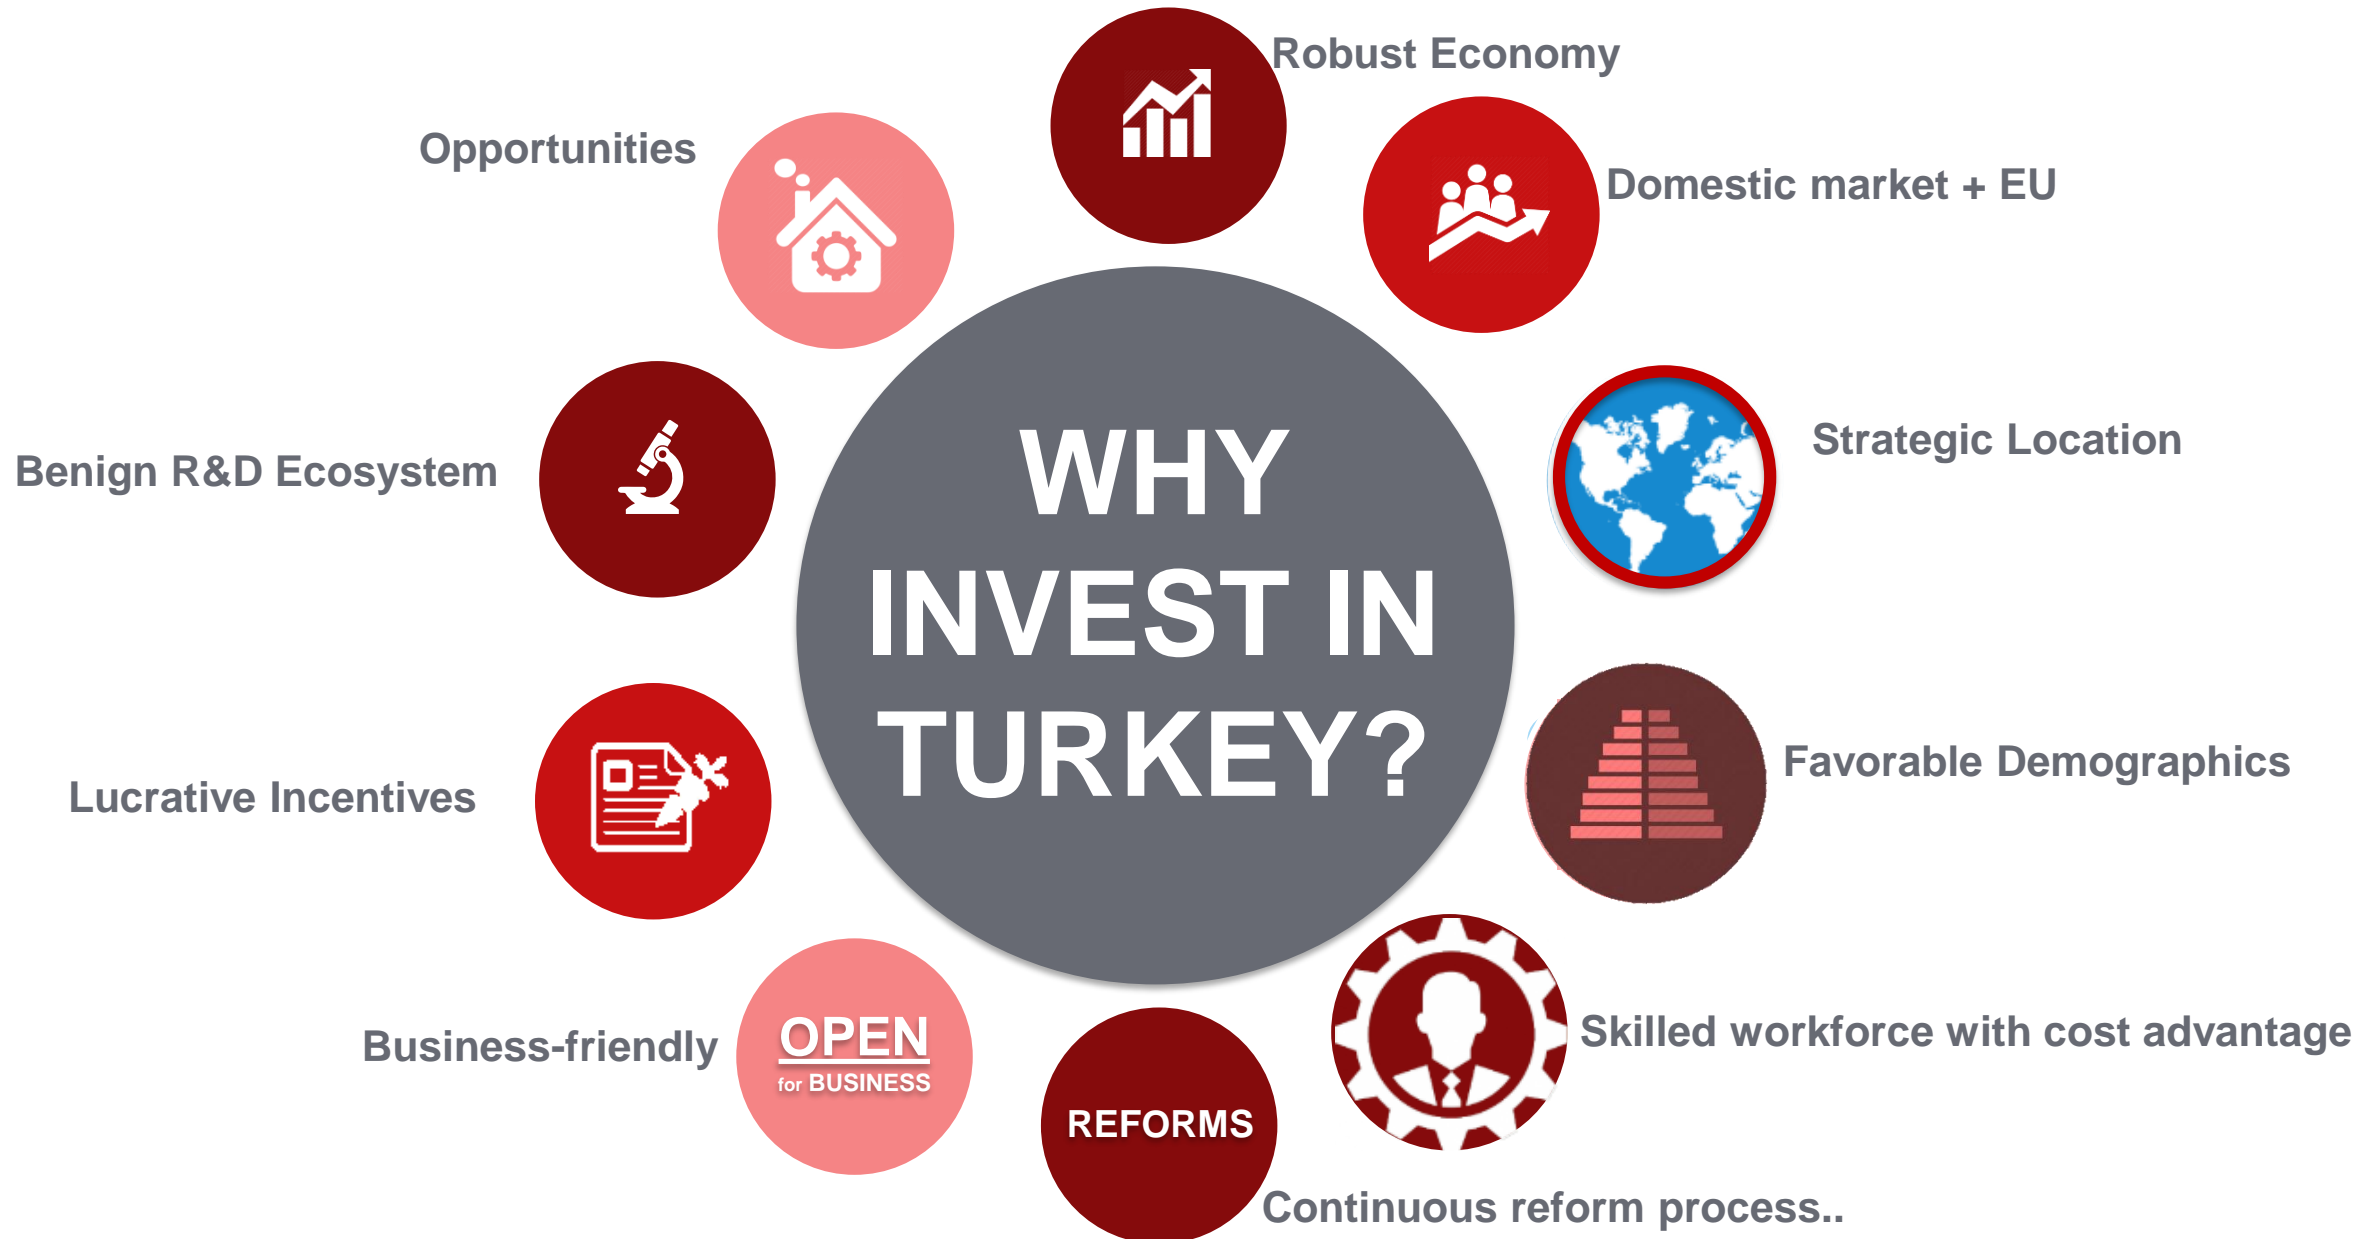 Robust Economy
Opportunities
Domestic market + EU
Strategic Location
Benign R&D Ecosystem
WHY
INVEST IN
TURKEY?
Favorable Demographics
Lucrative Incentives
Business-friendly
OPEN
for BUSINESS
Skilled workforce with cost advantage
REFORMS
Continuous reform process..